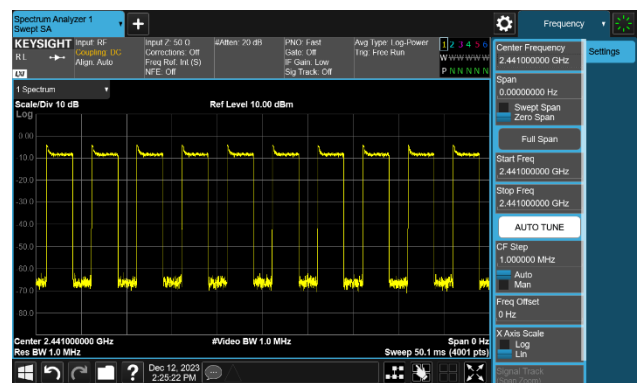 Spectrum Analyzer 1
Swept SA
Frequency
KEYSIGHT
Input: RF
Input Z: 50 Ω
#Atten: 20 dB
PNO: Fast
Avg Type: Log-Power
1 2 3 4 5 6
RL
Coupling: DC
Corrections: Off
Gate: Off
Trig: Free Run
W W W W W W
Align: Auto
Freq Ref: Int (S)
IF Gain: Low
NFE: Off
Sig Track: Off
P N N N N N
LXI
Settings
1 Spectrum
Scale/Div 10 dB
Ref Level 10.00 dBm
Log
0.00
-10.0
-20.0
-30.0
-40.0
-50.0
-60.0
-70.0
-80.0
Center 2.441000000 GHz
#Video BW 1.0 MHz
Span 0 Hz
Res BW 1.0 MHz
Sweep 50.1 ms (4001 pts)
Center Frequency
2.441000000 GHz
Span
0.00000000 Hz
Swept Span
Zero Span
Full Span
Start Freq
2.441000000 GHz
Stop Freq
2.441000000 GHz
AUTO TUNE
CF Step
1.000000 MHz
Auto
Man
Freq Offset
0 Hz
X Axis Scale
Log
Lin
Signal Track
(Span Zoom)
Dec 12, 2023
2:25:22 PM